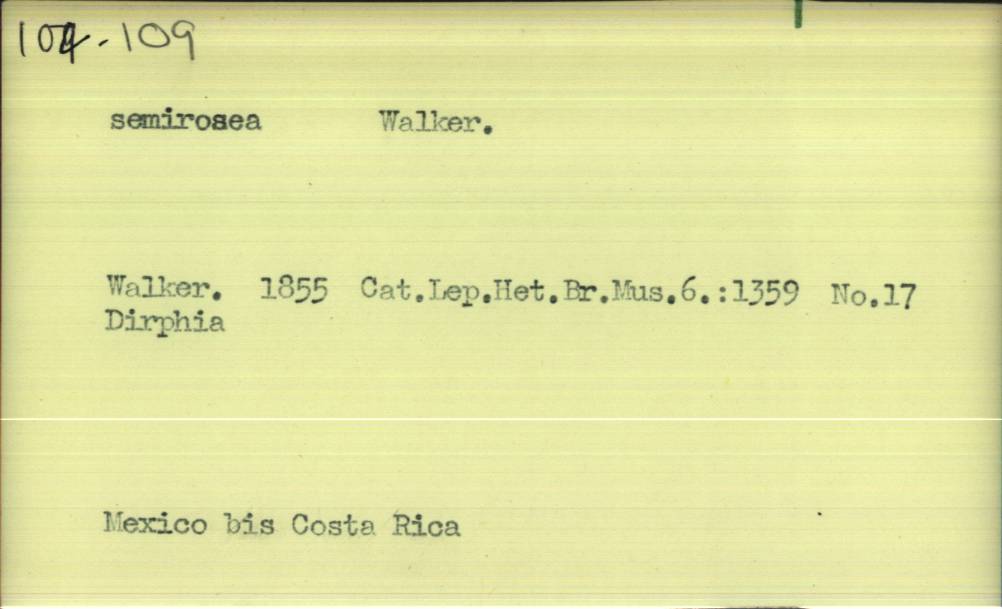 104-109
semirosea Walker.
Walker. 1855 Cat.Lep.Het.Br.Mus.6.:1359 No.17
Dirphia
Mexico bis Costa Rica